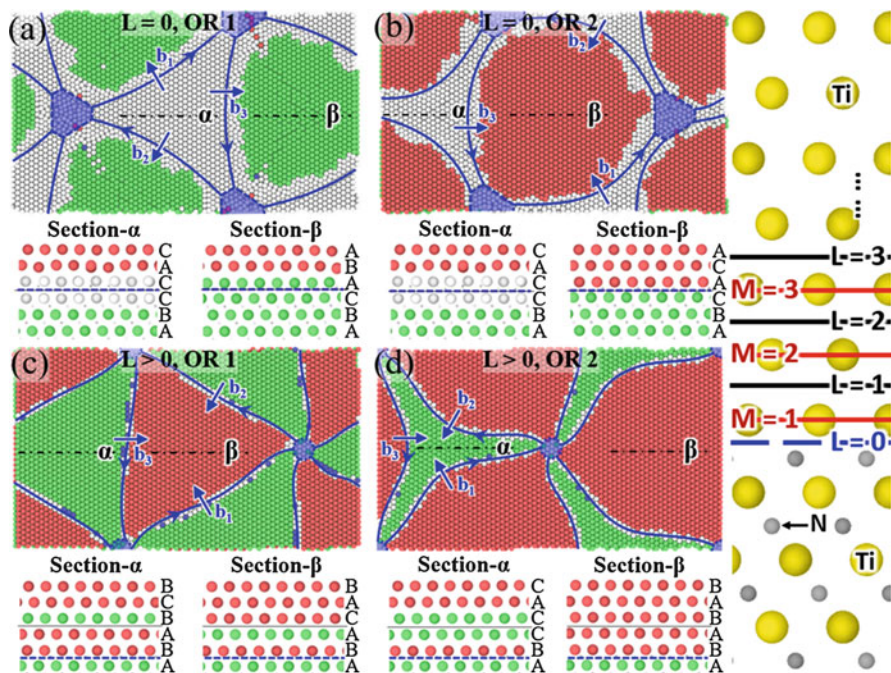 (a) L = 0, OR 1
b₁
b₂
b₃
α
β
Section-α
C
A
C
C
B
A
Section-β
A
B
A
C
B
A
(b) L = 0, OR 2
b₂
b₃
b₁
α
β
Section-α
C
A
C
C
B
A
Section-β
A
C
A
C
B
A
(c) L > 0, OR 1
b₂
b₃
b₁
α
β
Section-α
B
C
B
A
B
A
Section-β
B
A
B
A
B
A
(d) L > 0, OR 2
b₂
b₃
b₁
α
β
Section-α
Section-β
Ti
L = 3
M = 3
L = 2
M = 2
L = 1
M = 1
L = 0
N
Ti